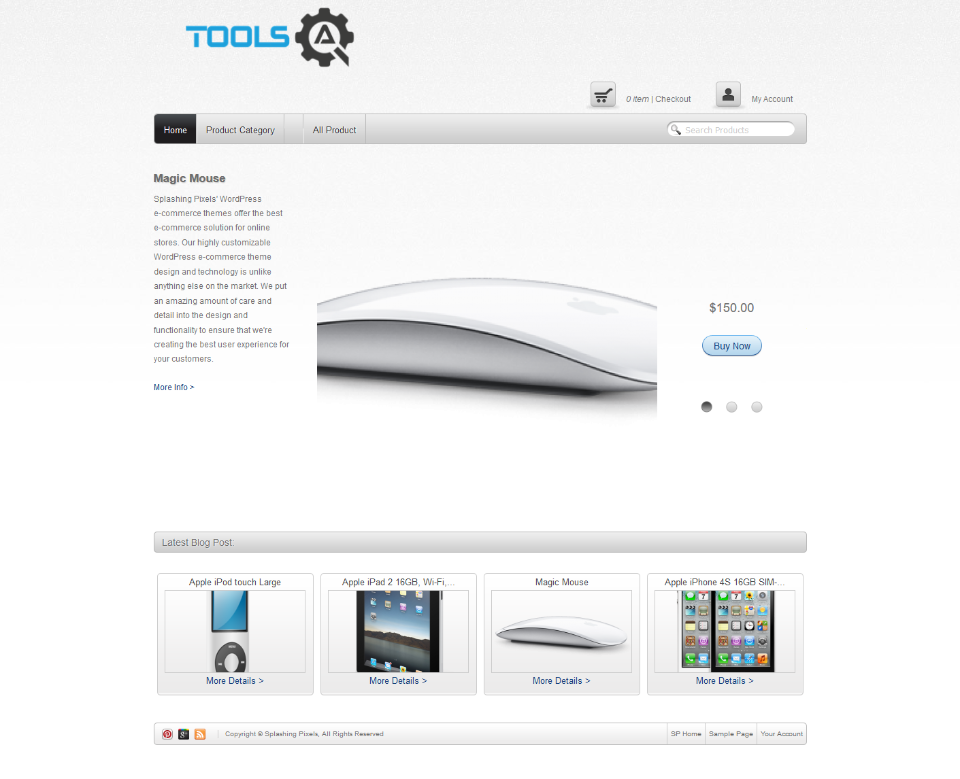 TOOLS QA
0 item | Checkout
My Account
Home
Product Category
All Product
Search Products
Magic Mouse
Splashing Pixels' WordPress
e-commerce themes offer the best
e-commerce solution for online
stores. Our highly customizable
WordPress e-commerce theme
design and technology is unlike
anything else on the market. We put
an amazing amount of care and
detail into the design and
functionality to ensure that we're
creating the best user experience for
your customers.
More Info >
$150.00
Buy Now
Latest Blog Post
Apple iPod touch Large
Apple iPad 2 16GB, Wi-Fi,...
Magic Mouse
Apple iPhone 4S 16GB SIM-...
More Details >
More Details >
More Details >
More Details >
Copyright © Splashing Pixels, All Rights Reserved
SP Home
Sample Page
Your Account